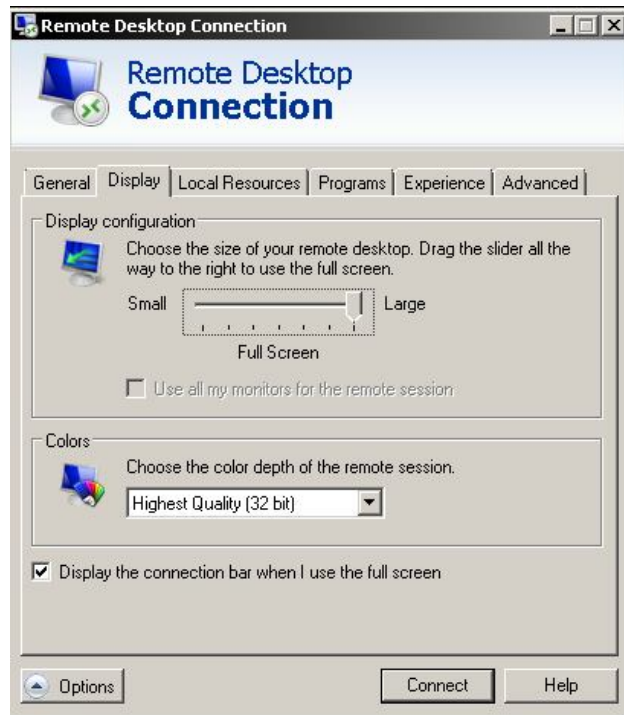 Remote Desktop Connection
Remote Desktop
Connection
General Display Local Resources Programs Experience Advanced
Display configuration
Choose the size of your remote desktop. Drag the slider all the
way to the right to use the full screen.
Small Large
Full Screen
Use all my monitors for the remote session
Colors
Choose the color depth of the remote session.
Highest Quality (32 bit)
Display the connection bar when I use the full screen
Options Connect Help